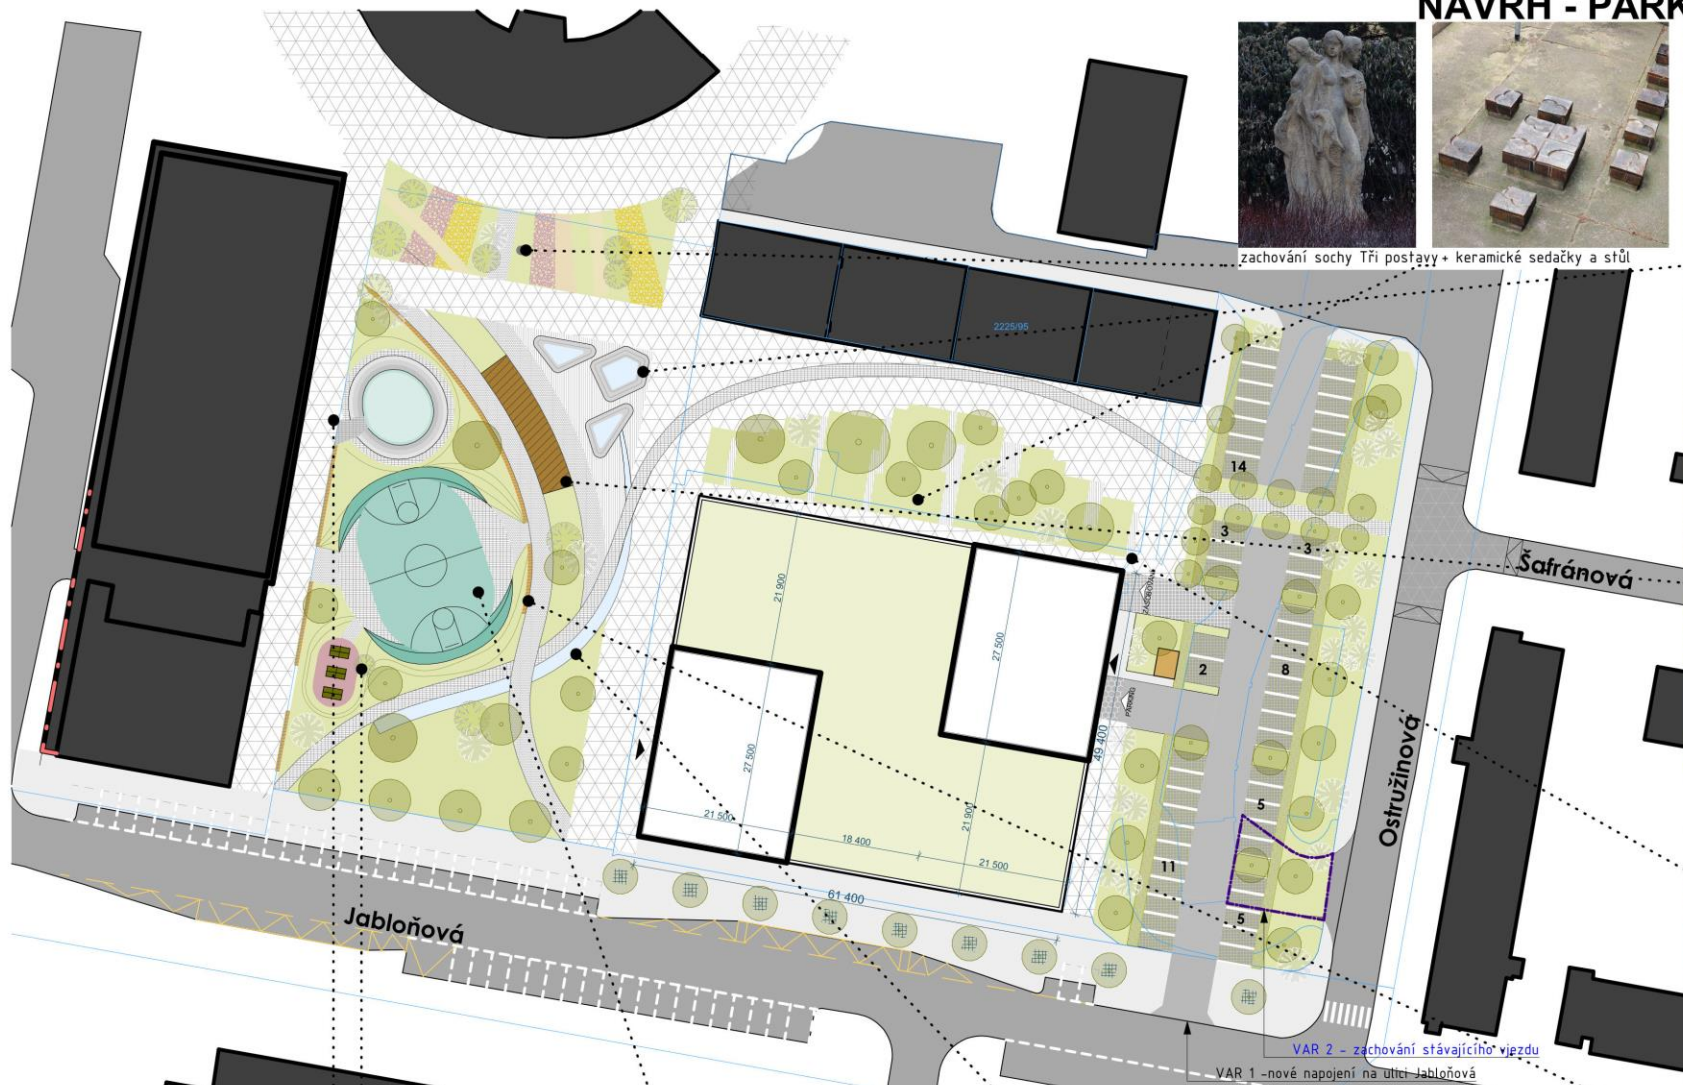 NÁVRH - PARK
zachování sochy Tři postavy + keramické sedačky a stůl
2225/95
14
3
3
Šafránová
ZÁSOBOVÁNÍ
21 900
27 500
2
8
PARKING
49 400
Ostružinová
27 500
21 500
18 400
21 900
21 500
5
11
5
61 400
Jabloňová
VAR 2 - zachování stávajícího vjezdu
VAR 1 -nové napojení na ulici Jabloňová